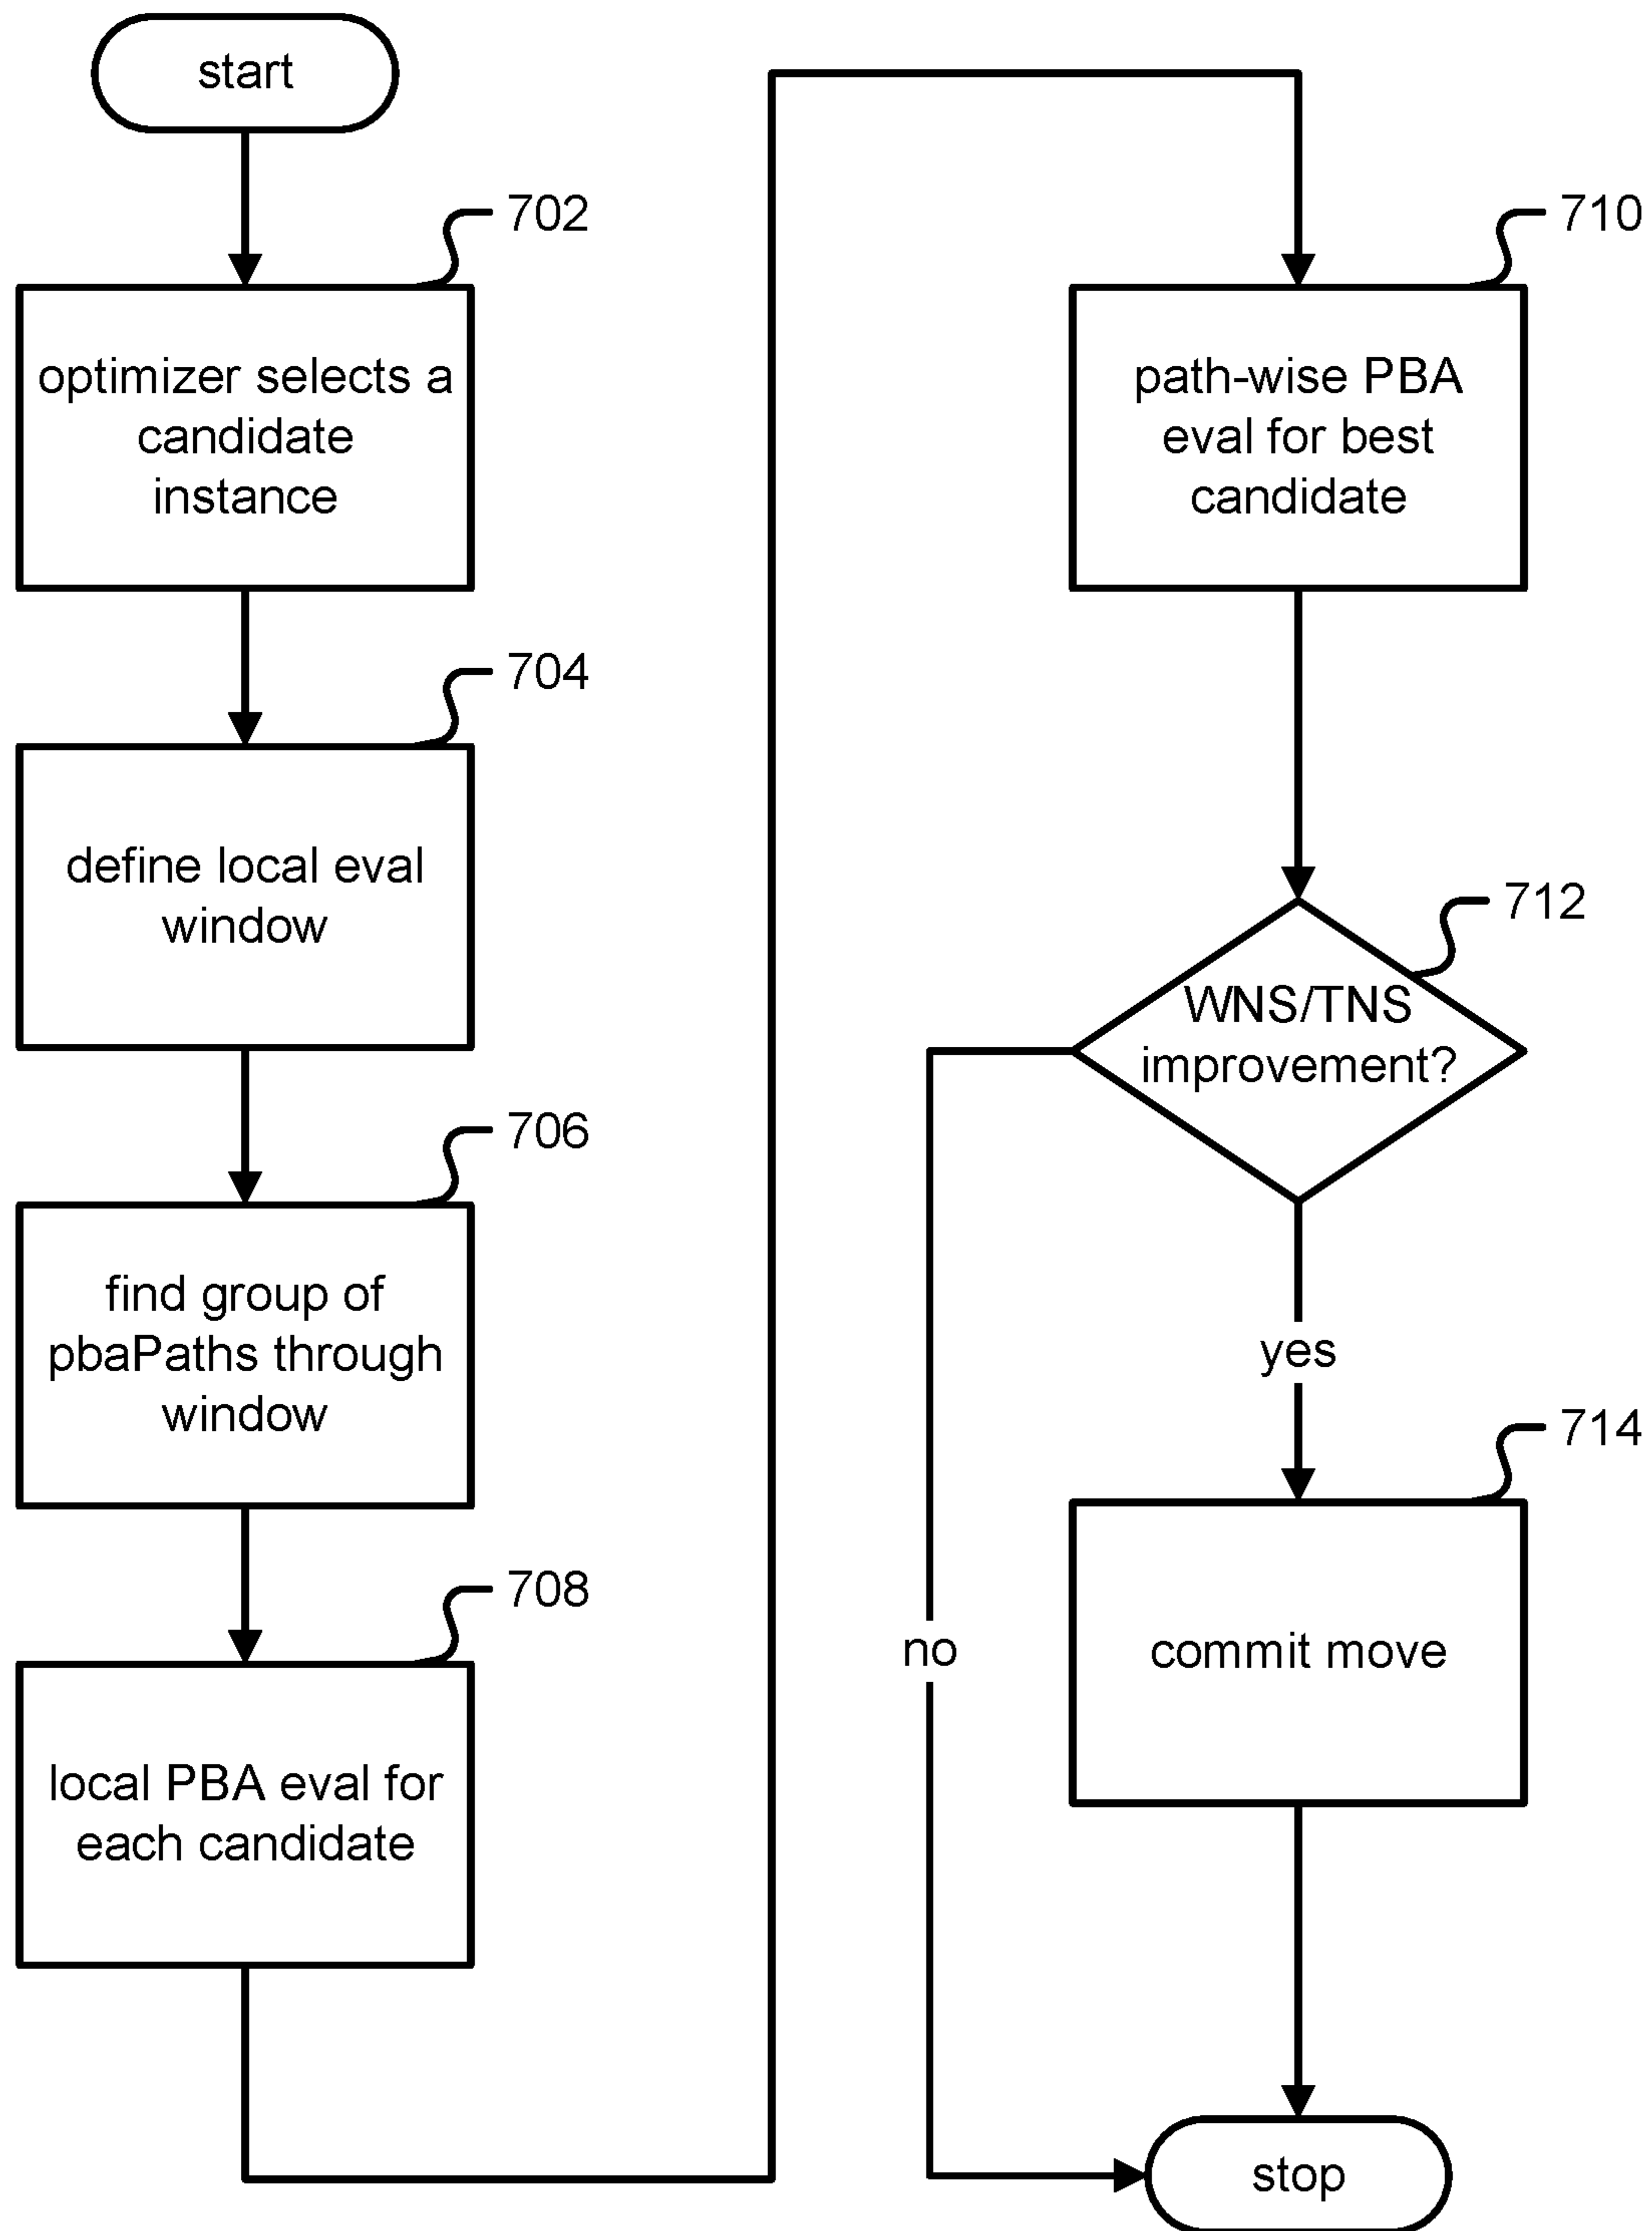 start
702
optimizer selects a
candidate
instance
704
define local eval
window
706
find group of
pbaPaths through
window
708
local PBA eval for
each candidate
710
path-wise PBA
eval for best
candidate
712
WNS/TNS
improvement?
yes
no
714
commit move
stop